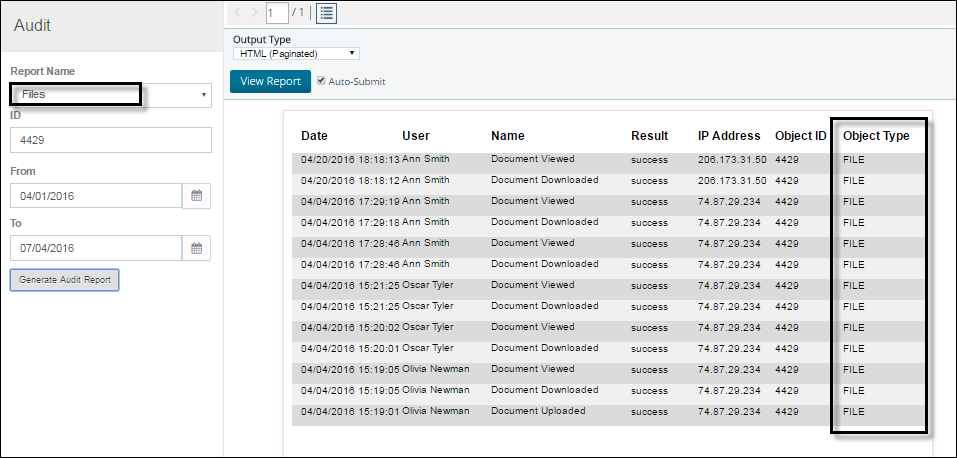 Audit
Report Name
Files
ID
4429
From
04/01/2016
To
07/04/2016
Generate Audit Report
1 / 1
Output Type
HTML (Paginated)
View Report Auto-Submit
Date User Name Result IP Address Object ID Object Type
04/20/2016 18:18:13 Ann Smith Document Viewed success 206.173.31.50 4429 FILE
04/20/2016 18:18:12 Ann Smith Document Downloaded success 206.173.31.50 4429 FILE
04/04/2016 17:29:19 Ann Smith Document Viewed success 74.87.29.234 4429 FILE
04/04/2016 17:29:18 Ann Smith Document Downloaded success 74.87.29.234 4429 FILE
04/04/2016 17:28:46 Ann Smith Document Viewed success 74.87.29.234 4429 FILE
04/04/2016 17:28:46 Ann Smith Document Downloaded success 74.87.29.234 4429 FILE
04/04/2016 15:21:25 Oscar Tyler Document Viewed success 74.87.29.234 4429 FILE
04/04/2016 15:21:25 Oscar Tyler Document Downloaded success 74.87.29.234 4429 FILE
04/04/2016 15:20:02 Oscar Tyler Document Viewed success 74.87.29.234 4429 FILE
04/04/2016 15:20:01 Oscar Tyler Document Downloaded success 74.87.29.234 4429 FILE
04/04/2016 15:19:05 Olivia Newman Document Viewed success 74.87.29.234 4429 FILE
04/04/2016 15:19:05 Olivia Newman Document Downloaded success 74.87.29.234 4429 FILE
04/04/2016 15:19:01 Olivia Newman Document Uploaded success 74.87.29.234 4429 FILE